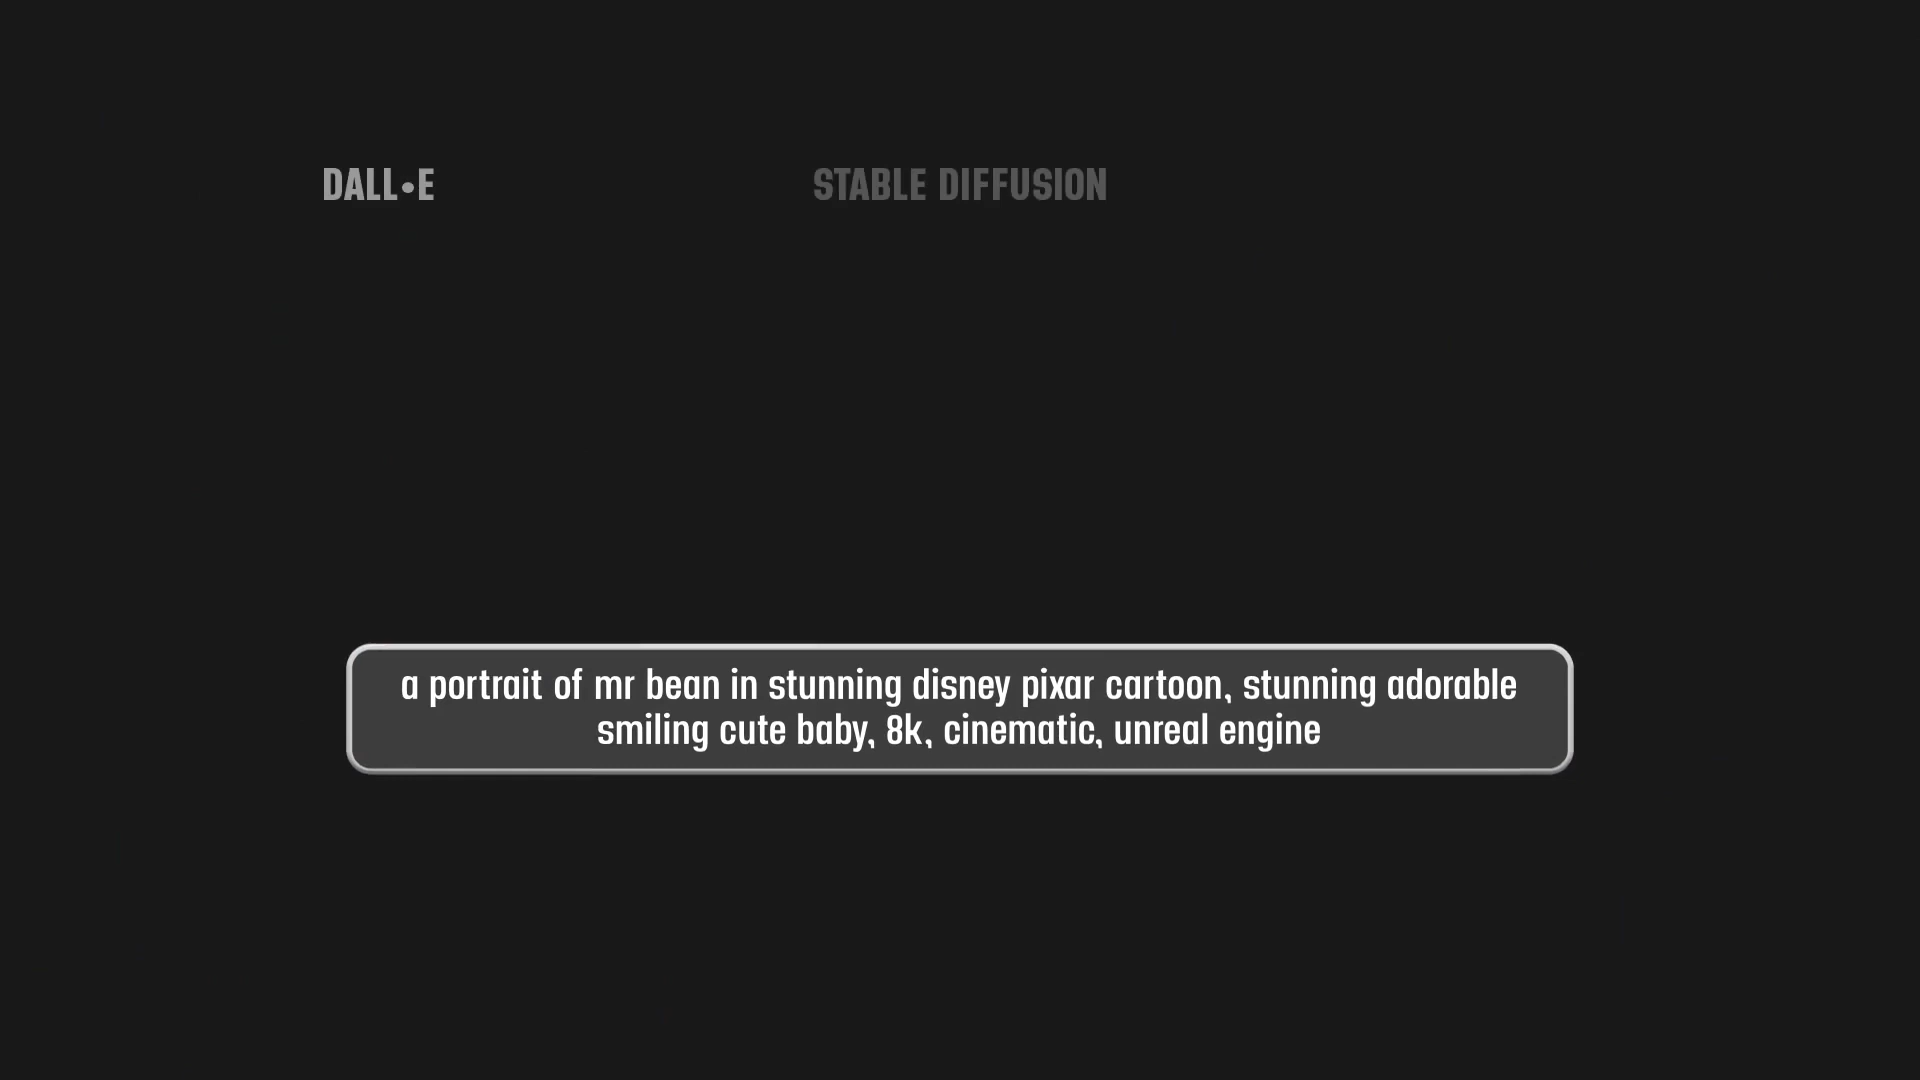 DALL•E
STABLE DIFFUSION
a portrait of mr bean in stunning disney pixar cartoon, stunning adorable
smiling cute baby, 8k, cinematic, unreal engine